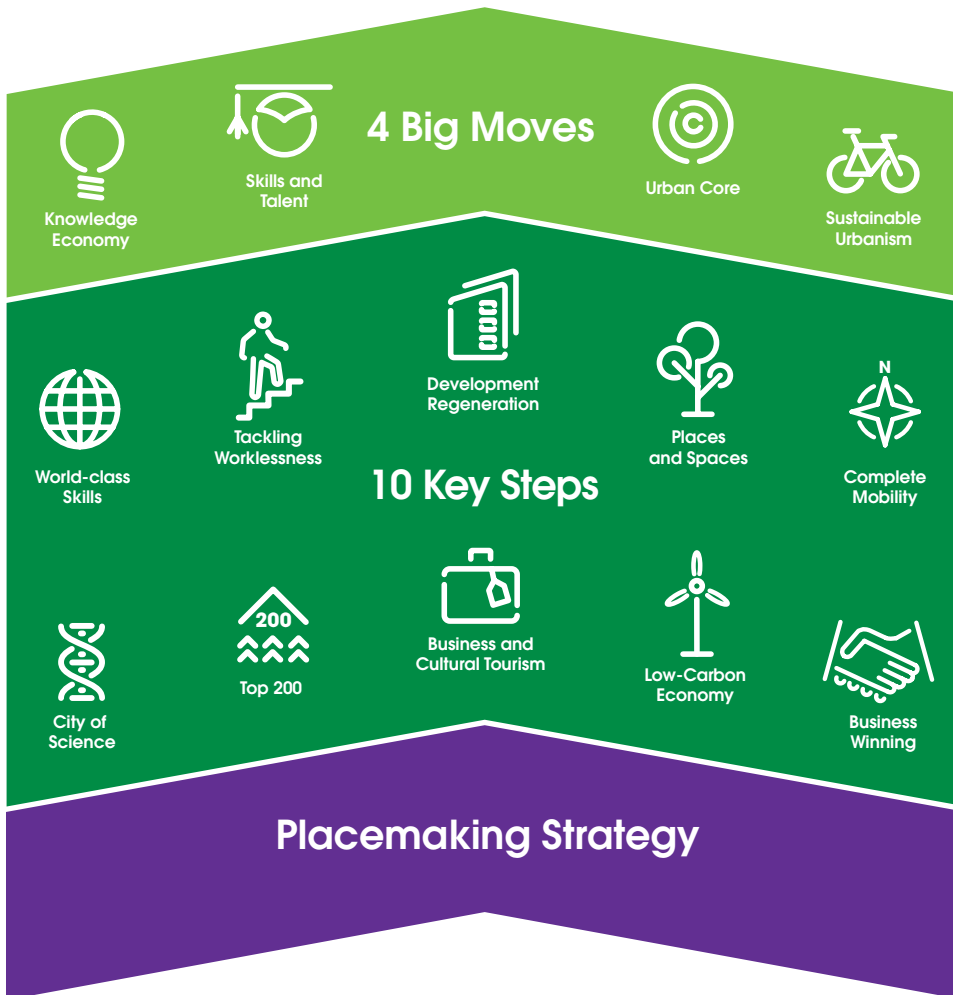 4 Big Moves
Knowledge
Economy
Skills and
Talent
C
Urban Core
Sustainable
Urbanism
World-class
Skills
Tackling
Worklessness
Development
Regeneration
Places
and Spaces
N
Complete
Mobility
10 Key Steps
City of
Science
200
Top 200
Business and
Cultural Tourism
Low-Carbon
Economy
Business
Winning
Placemaking Strategy